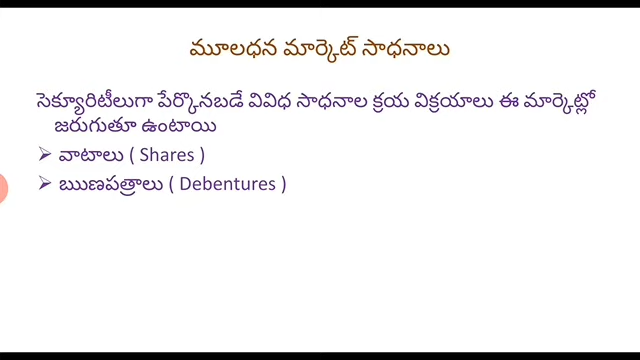 మూలధన మార్కెట్ సాధనాలు
సెక్యూరిటీలుగా పేర్కొనబడే వివిధ సాధనాల క్రయ విక్రయాలు ఈ మార్కెట్లో
జరుగుతూ ఉంటాయి
➢ వాటాలు ( Shares )
➢ ఋణపత్రాలు ( Debentures )